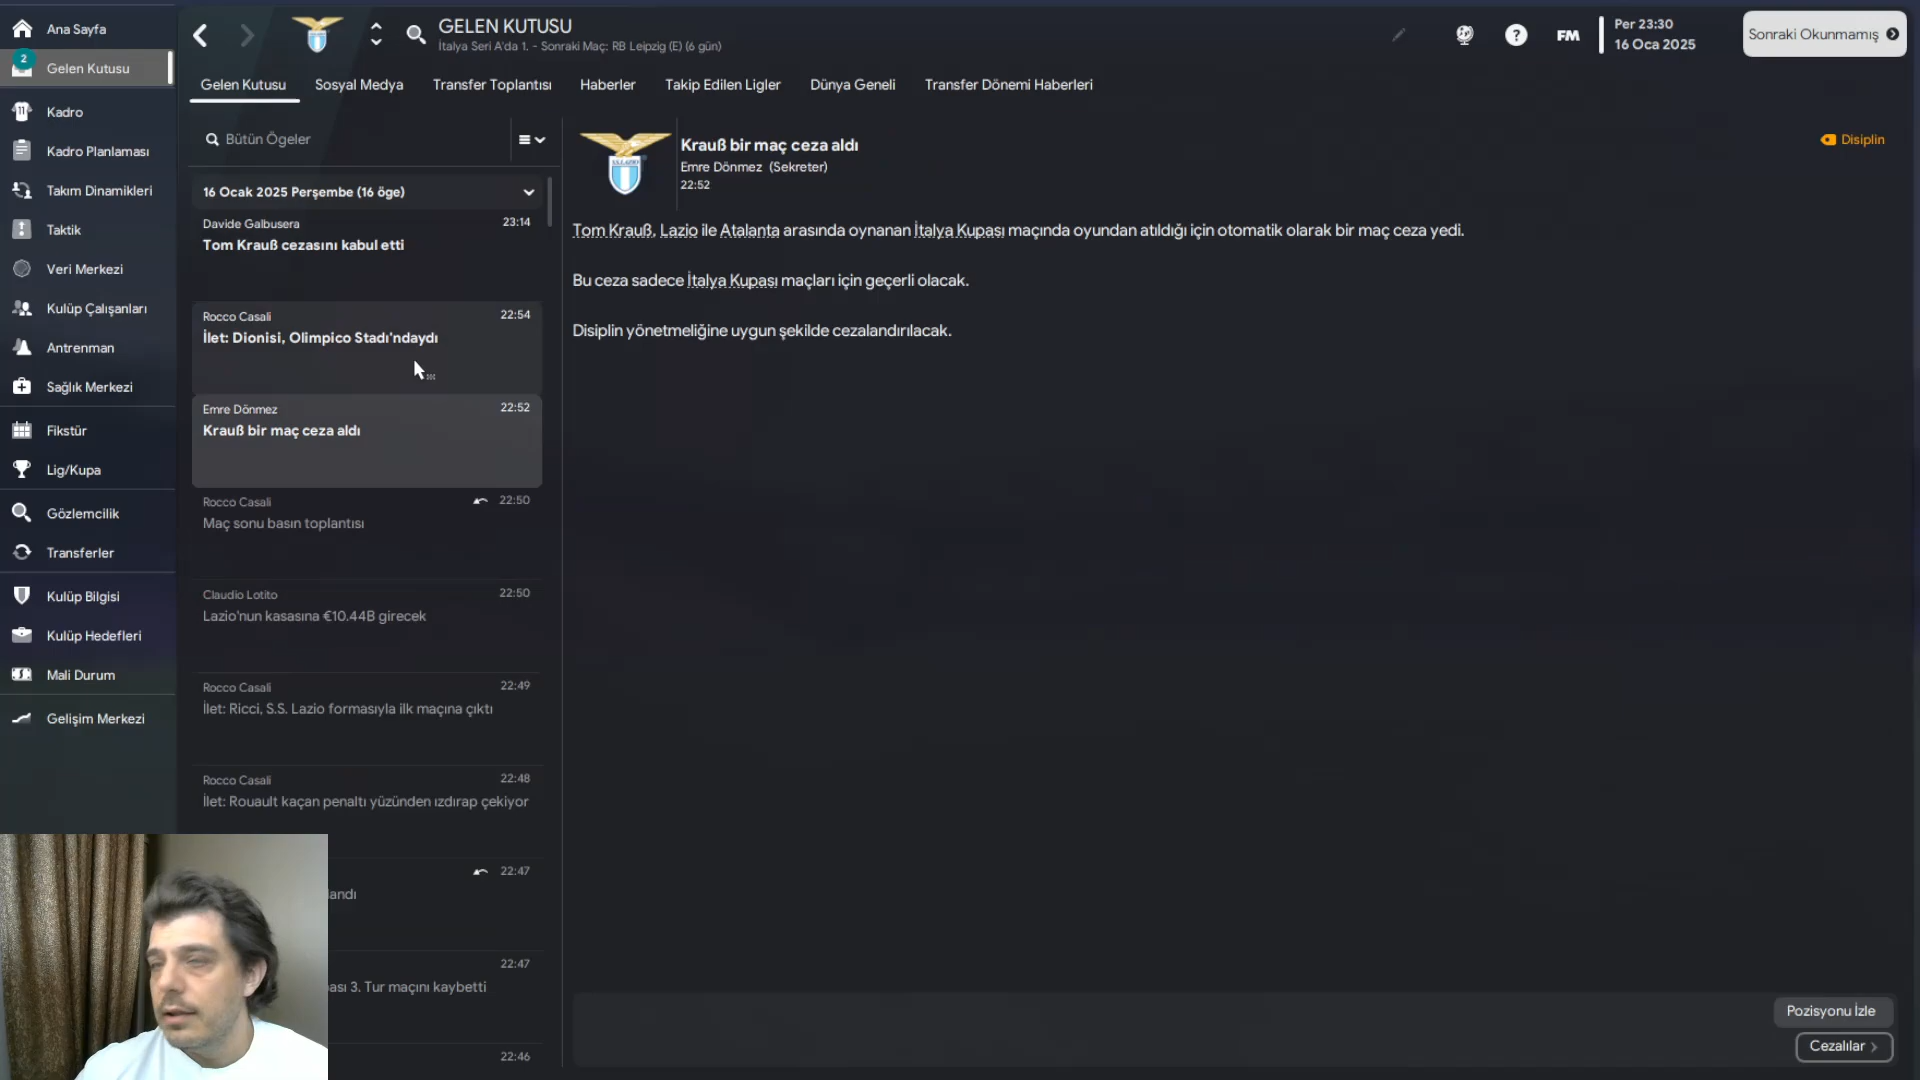 Ana Sayfa
2
Gelen Kutusu
Kadro
Kadro Planlaması
Takım Dinamikleri
Taktik
Veri Merkezi
Kulüp Çalışanları
Antrenman
Sağlık Merkezi
Fikstür
Lig/Kupa
Gözlemcilik
Transferler
Kulüp Bilgisi
Kulüp Hedefleri
Mali Durum
Gelişim Merkezi
GELEN KUTUSU
İtalya Seri A'da 1. - Sonraki Maç: RB Leipzig (E) (6 gün)
FM
Per 23:30
16 Oca 2025
Sonraki Okunmamış
Gelen Kutusu
Sosyal Medya
Transfer Toplantısı
Haberler
Takip Edilen Ligler
Dünya Geneli
Transfer Dönemi Haberleri
Bütün Ögeler
16 Ocak 2025 Perşembe (16 öge)
Davide Galbusera 23:14
Tom Krauß cezasını kabul etti
Rocco Casali 22:54
İlet: Dionisi, Olimpico Stadı'ndaydı
Emre Dönmez 22:52
Krauß bir maç ceza aldı
Rocco Casali 22:50
Maç sonu basın toplantısı
Claudio Lotito 22:50
Lazio'nun kasasına €10.44B girecek
Rocco Casali 22:49
İlet: Ricci, S.S. Lazio formasıyla ilk maçına çıktı
Rocco Casali 22:48
İlet: Rouault kaçan penaltı yüzünden ızdırap çekiyor
22:47
landı
22:47
ası 3. Tur maçını kaybetti
22:46
S.S. LAZIO
Krauß bir maç ceza aldı
Emre Dönmez (Sekreter)
22:52
Disiplin
Tom Krauß, Lazio ile Atalanta arasında oynanan İtalya Kupası maçında oyundan atıldığı için otomatik olarak bir maç ceza yedi.
Bu ceza sadece İtalya Kupası maçları için geçerli olacak.
Disiplin yönetmeliğine uygun şekilde cezalandırılacak.
Pozisyonu İzle
Cezalılar